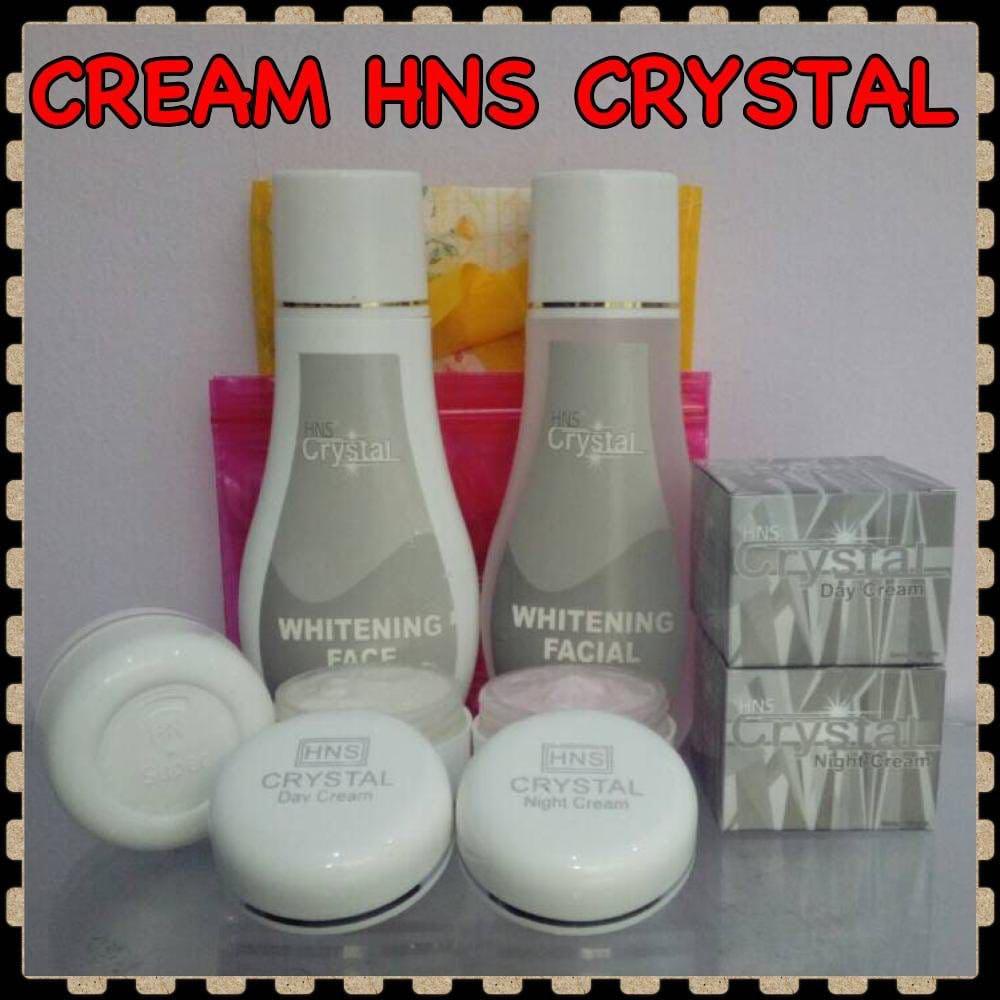 CREAM HNS CRYSTAL
HNS
Crystal
WHITENING
FACE
HNS
Crystal
WHITENING
FACIAL
HNS
Crystal
Day Cream
HNS
Crystal
Night Cream
Super
HNS
CRYSTAL
Day Cream
HNS
CRYSTAL
Night Cream